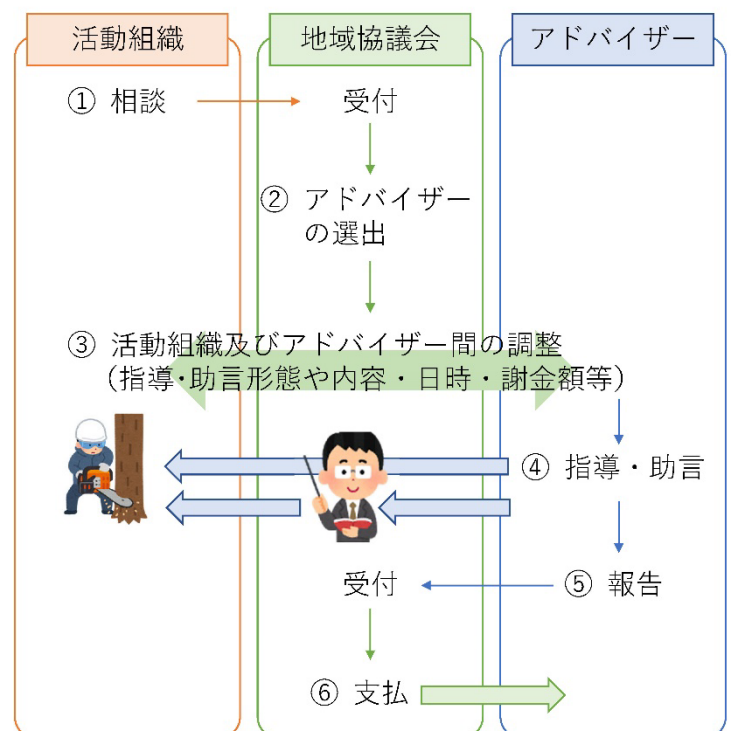 活動組織
地域協議会
アドバイザー
① 相談
受付
② アドバイザー
の選出
③ 活動組織及びアドバイザー間の調整
（指導・助言形態や内容・日時・謝金額等）
④ 指導・助言
受付
⑤ 報告
⑥ 支払